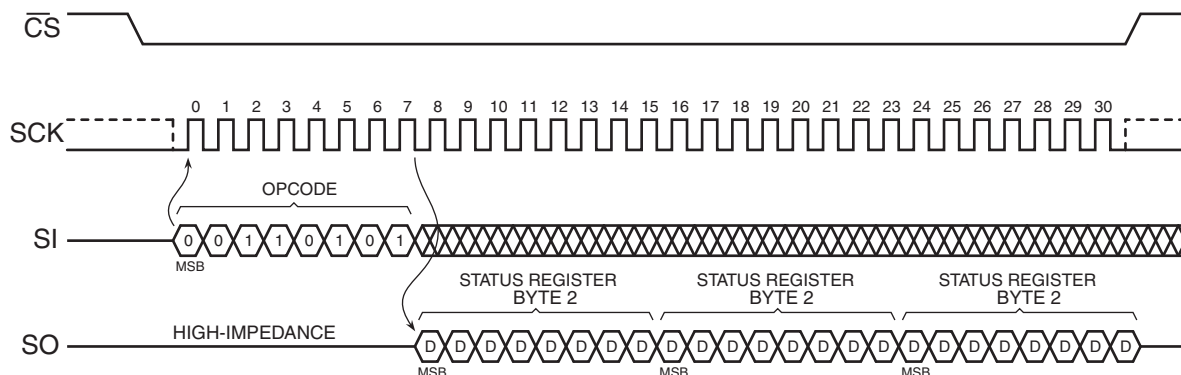 CS
0 1 2 3 4 5 6 7 8 9 10 11 12 13 14 15 16 17 18 19 20 21 22 23 24 25 26 27 28 29 30
SCK
OPCODE
SI 0 0 1 1 0 1 0 1
MSB
STATUS REGISTER BYTE 2
STATUS REGISTER BYTE 2
STATUS REGISTER BYTE 2
HIGH-IMPEDANCE
SO D D D D D D D D D D D D D D D D D D D D D D D D
MSB MSB MSB